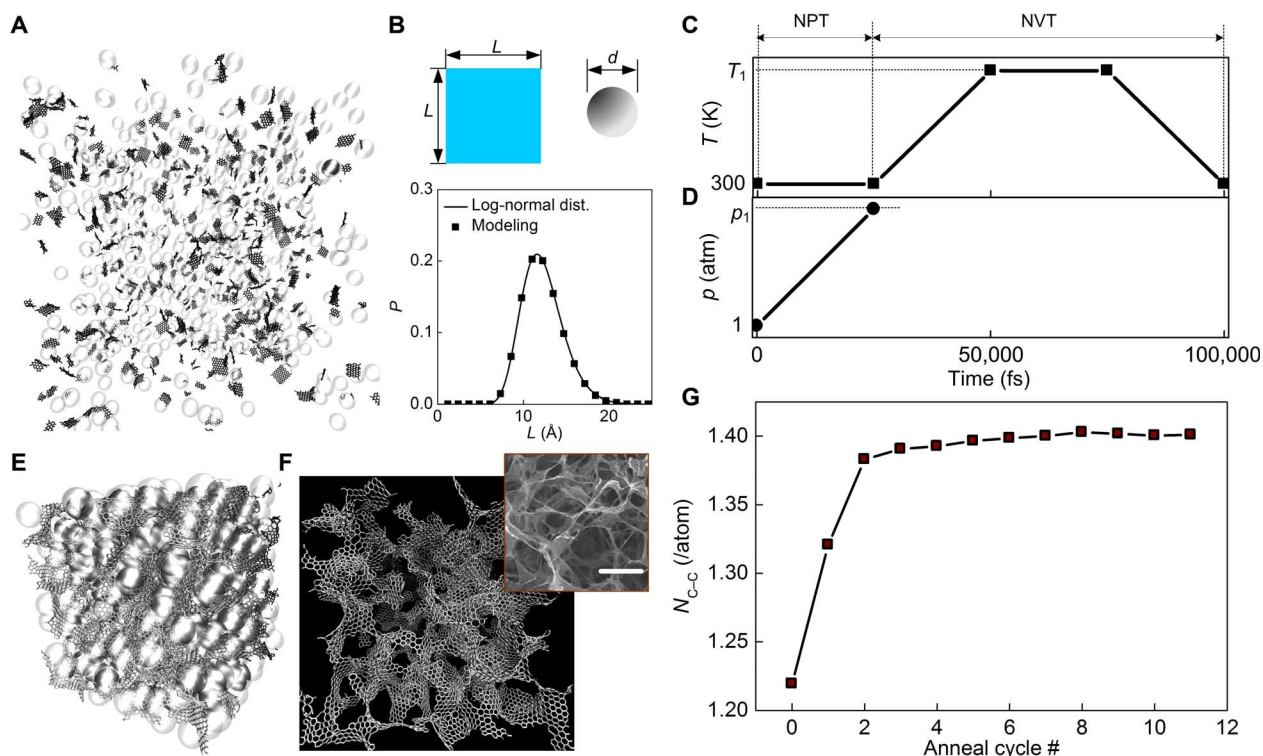 A
B
L
L
d
0.3
0.2
0.1
0.0
P
Log-normal dist.
Modeling
0
10
20
L (Å)
C
NPT
NVT
T₁
T (K)
300
D
p₁
p (atm)
1
0
50,000
100,000
Time (fs)
E
F
G
1.40
1.35
1.30
1.25
1.20
N_C–C (/atom)
0
2
4
6
8
10
12
Anneal cycle #